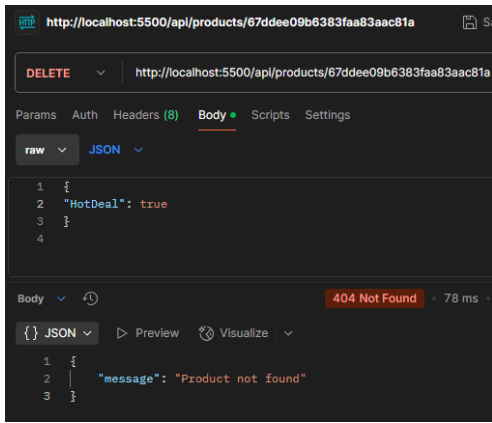 HTTP http://localhost:5500/api/products/67ddee09b6383faa83aac81a
DELETE http://localhost:5500/api/products/67ddee09b6383faa83aac81a
Params Auth Headers (8) Body Scripts Settings
raw JSON
1 {
2 "HotDeal": true
3 }
4
Body 404 Not Found 78 ms
{} JSON Preview Visualize
1 {
2 "message": "Product not found"
3 }